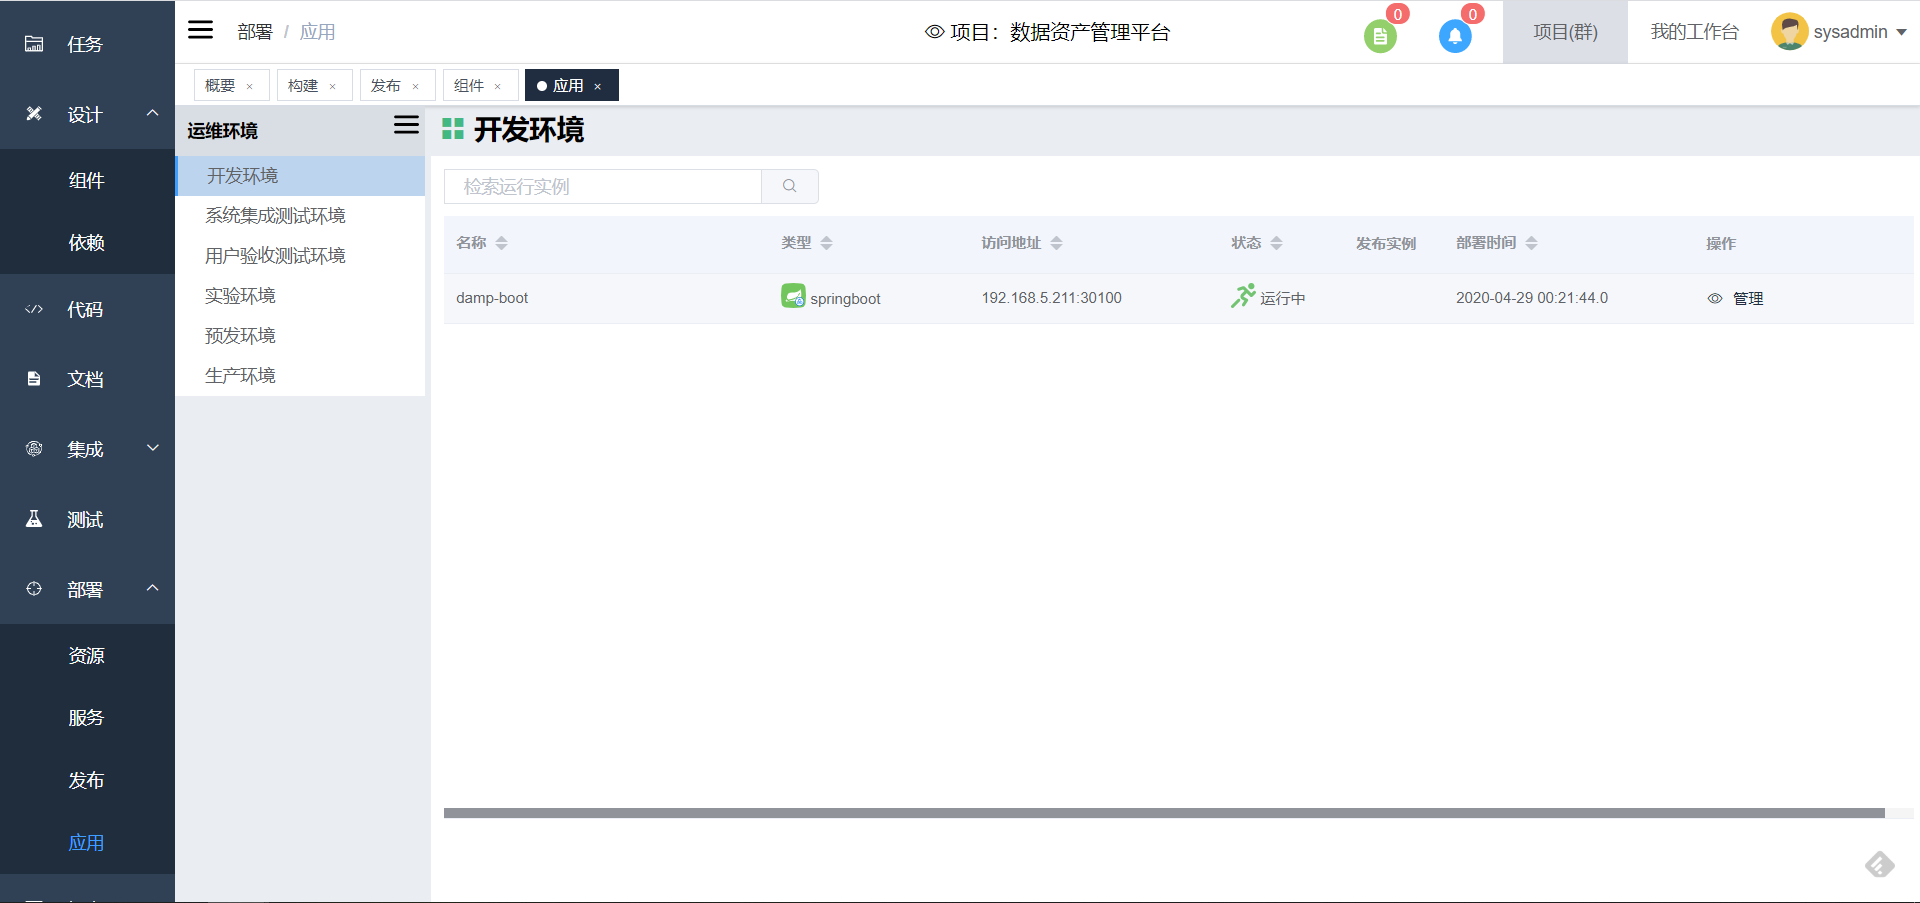 任务
设计
组件
依赖
代码
文档
集成
测试
部署
资源
服务
发布
应用
部署 / 应用
项目：数据资产管理平台
0
0
项目(群)
我的工作台
sysadmin
概要 ×
构建 ×
发布 ×
组件 ×
应用 ×
运维环境
开发环境
系统集成测试环境
用户验收测试环境
实验环境
预发环境
生产环境
开发环境
检索运行实例
名称 类型 访问地址 状态 发布实例 部署时间 操作
damp-boot springboot 192.168.5.211:30100 运行中 2020-04-29 00:21:44.0 管理